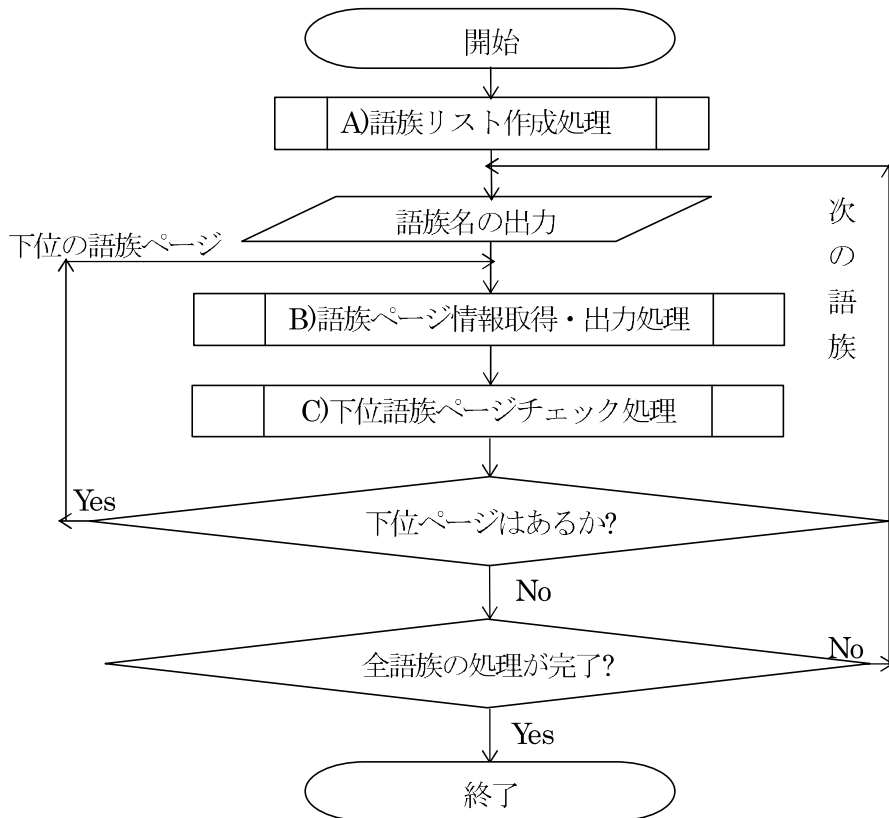 開始
A)語族リスト作成処理
語族名の出力
次の語族
下位の語族ページ
B)語族ページ情報取得・出力処理
C)下位語族ページチェック処理
Yes
下位ページはあるか?
No
全語族の処理が完了?
No
Yes
終了